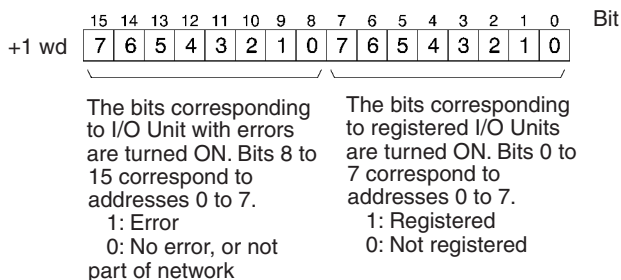 15 14 13 12 11 10 9 8 7 6 5 4 3 2 1 0 Bit
+1 wd 7 6 5 4 3 2 1 0 7 6 5 4 3 2 1 0
The bits corresponding
to I/O Unit with errors
are turned ON. Bits 8 to
15 correspond to
addresses 0 to 7.
1: Error
0: No error, or not
part of network
The bits corresponding
to registered I/O Units
are turned ON. Bits 0 to
7 correspond to
addresses 0 to 7.
1: Registered
0: Not registered